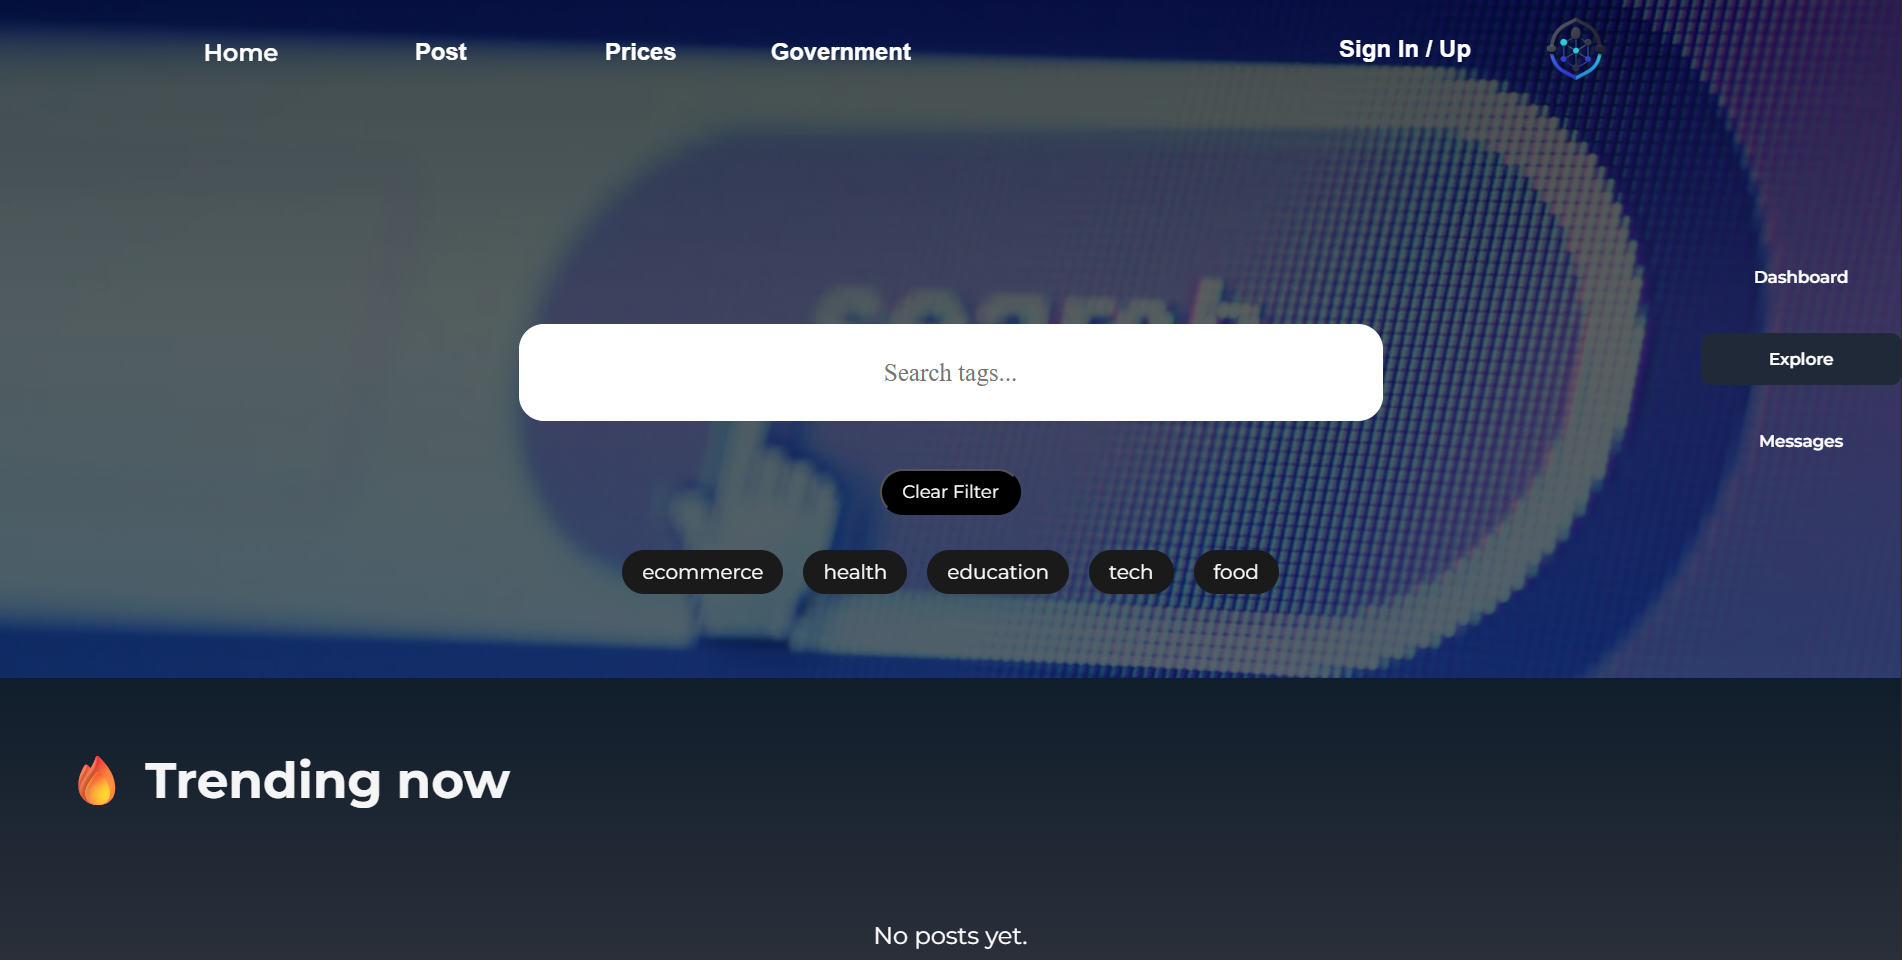 Home
Post
Prices
Government
Sign In / Up
Dashboard
search
Explore
Search tags...
Messages
Clear Filter
ecommerce
health
education
tech
food
Trending now
No posts yet.